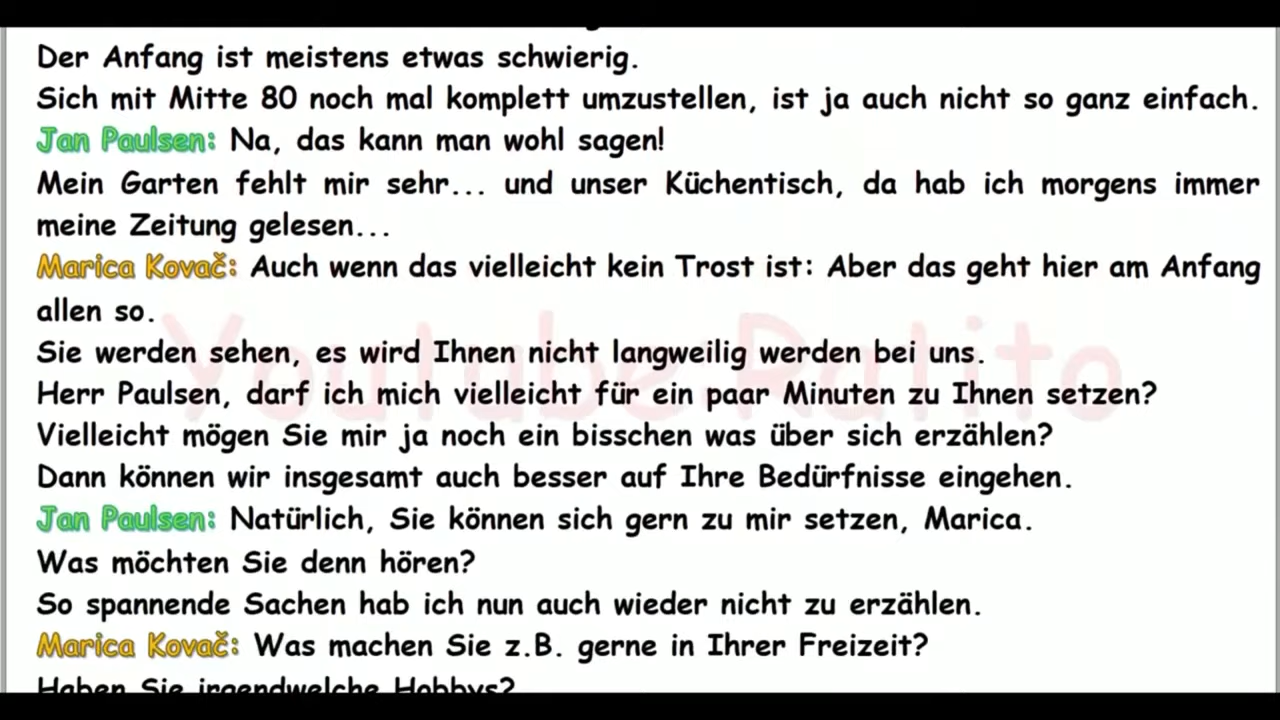 Der Anfang ist meistens etwas schwierig.
Sich mit Mitte 80 noch mal komplett umzustellen, ist ja auch nicht so ganz einfach.
Jan Paulsen: Na, das kann man wohl sagen!
Mein Garten fehlt mir sehr... und unser Küchentisch, da hab ich morgens immer
meine Zeitung gelesen...
Marica Kovač: Auch wenn das vielleicht kein Trost ist: Aber das geht hier am Anfang
allen so.
Sie werden sehen, es wird Ihnen nicht langweilig werden bei uns.
Herr Paulsen, darf ich mich vielleicht für ein paar Minuten zu Ihnen setzen?
Vielleicht mögen Sie mir ja noch ein bisschen was über sich erzählen?
Dann können wir insgesamt auch besser auf Ihre Bedürfnisse eingehen.
Jan Paulsen: Natürlich, Sie können sich gern zu mir setzen, Marica.
Was möchten Sie denn hören?
So spannende Sachen hab ich nun auch wieder nicht zu erzählen.
Marica Kovač: Was machen Sie z.B. gerne in Ihrer Freizeit?
Haben Sie irgendwelche Hobbys?
Youtube:Ratito